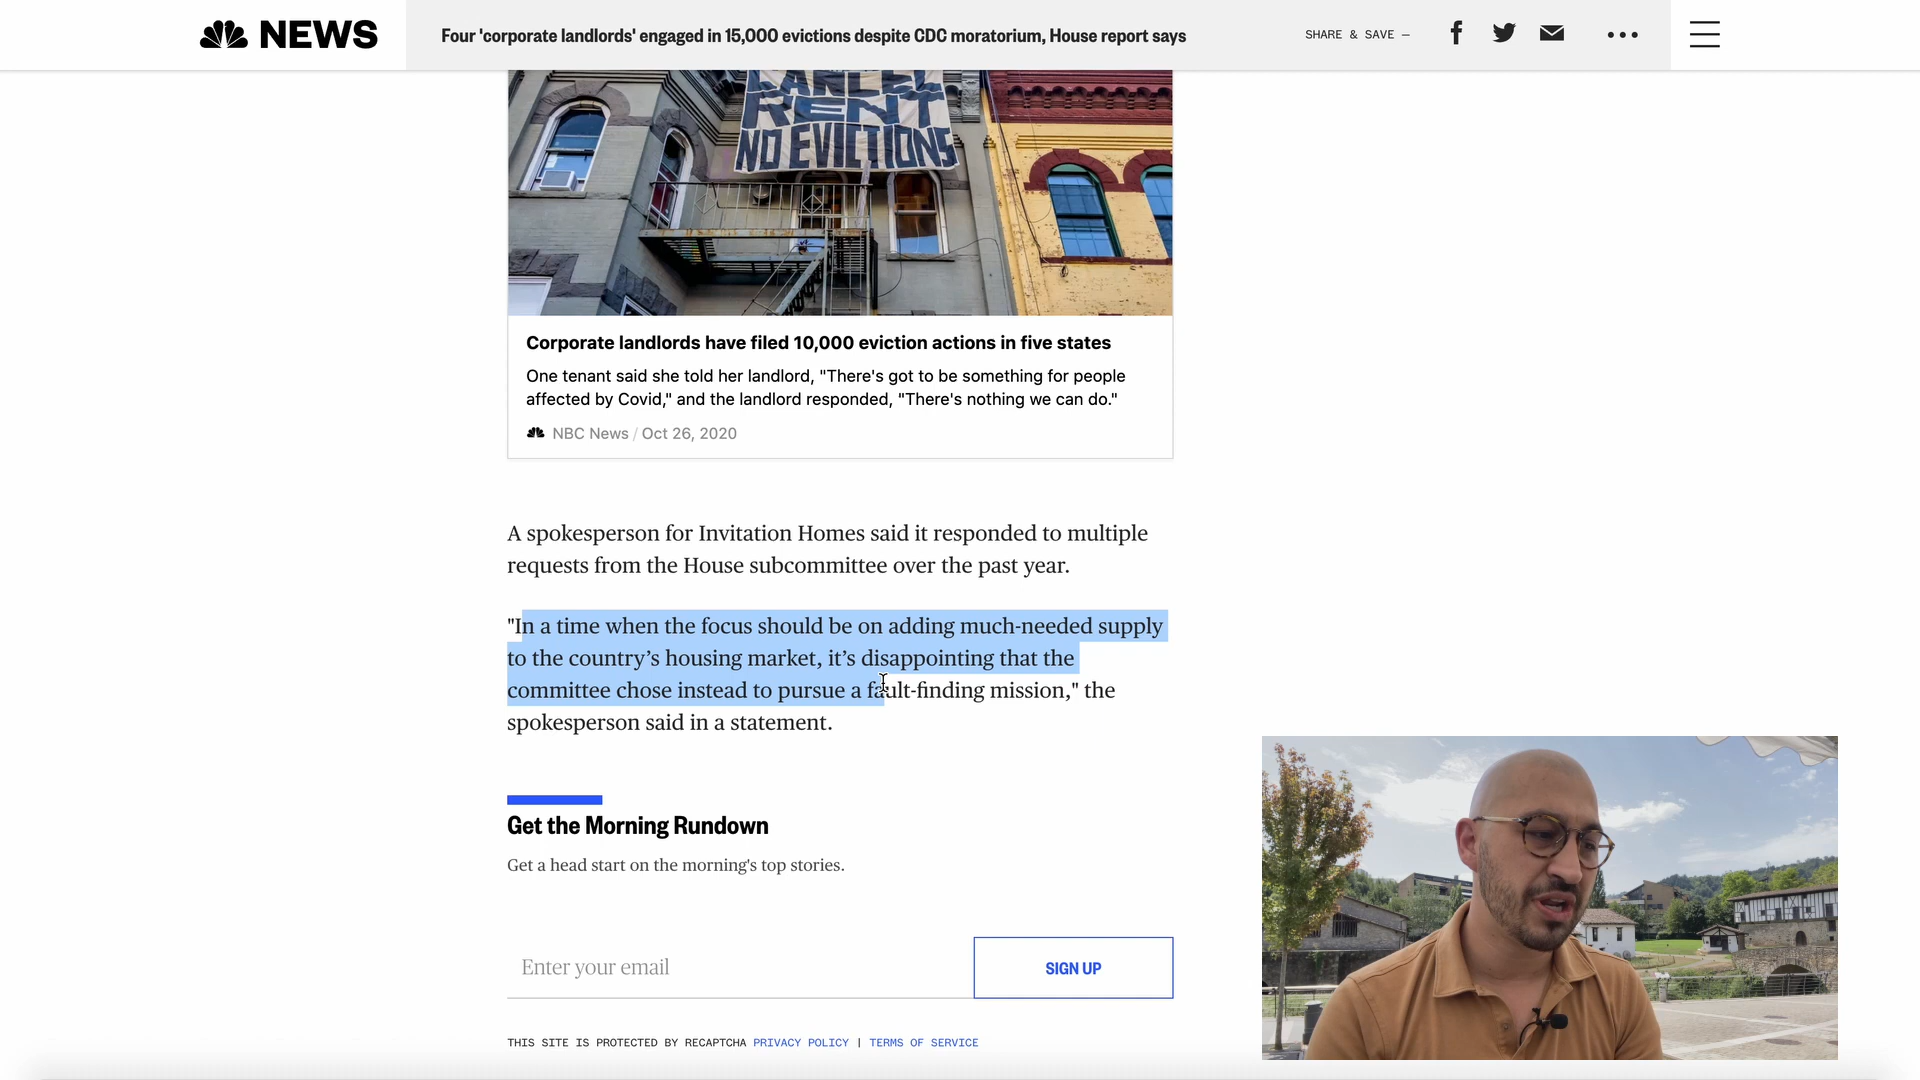 NEWS
Four 'corporate landlords' engaged in 15,000 evictions despite CDC moratorium, House report says
SHARE & SAVE —
CANCEL
RENT
NO EVICTIONS
Corporate landlords have filed 10,000 eviction actions in five states
One tenant said she told her landlord, "There's got to be something for people
affected by Covid," and the landlord responded, "There's nothing we can do."
NBC News / Oct 26, 2020
A spokesperson for Invitation Homes said it responded to multiple
requests from the House subcommittee over the past year.
"In a time when the focus should be on adding much-needed supply
to the country’s housing market, it’s disappointing that the
committee chose instead to pursue a fault-finding mission," the
spokesperson said in a statement.
Get the Morning Rundown
Get a head start on the morning's top stories.
Enter your email
SIGN UP
THIS SITE IS PROTECTED BY RECAPTCHA PRIVACY POLICY | TERMS OF SERVICE